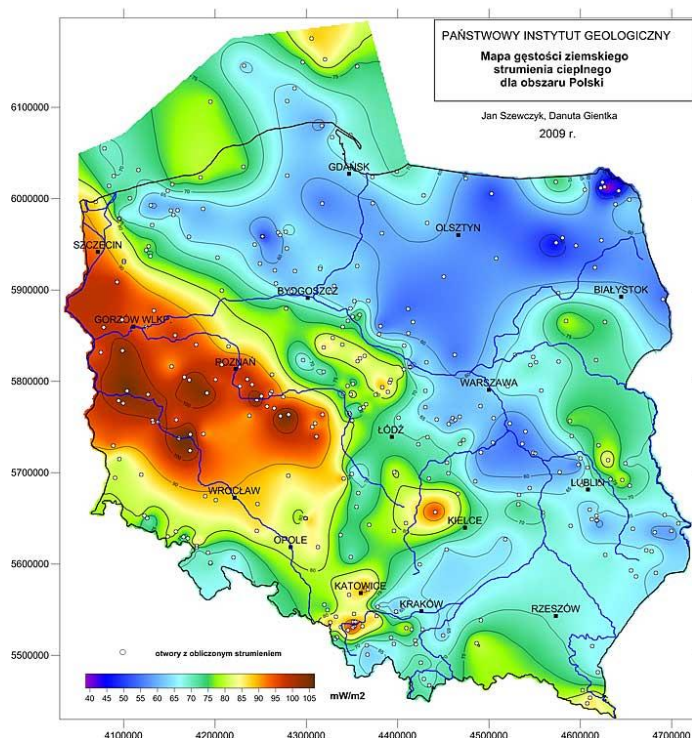 PAŃSTWOWY INSTYTUT GEOLOGICZNY
Mapa gęstości ziemskiego
strumienia cieplnego
dla obszaru Polski
Jan Szewczyk, Danuta Gientka
2009 r.
6100000
GDAŃSK
6000000
OLSZTYN
SZCZECIN
5900000
BYDGOSZCZ
BIAŁYSTOK
GORZÓW WLKP
POZNAŃ
5800000
WARSZAWA
ŁÓDŹ
5700000
WROCŁAW
LUBLIN
KIELCE
OPOLE
5600000
KATOWICE
KRAKÓW
RZESZÓW
5500000
otwory z obliczonym strumieniem
mW/m2
40 45 50 55 60 65 70 75 80 85 90 95 100 105
4100000 4200000 4300000 4400000 4500000 4600000 4700000